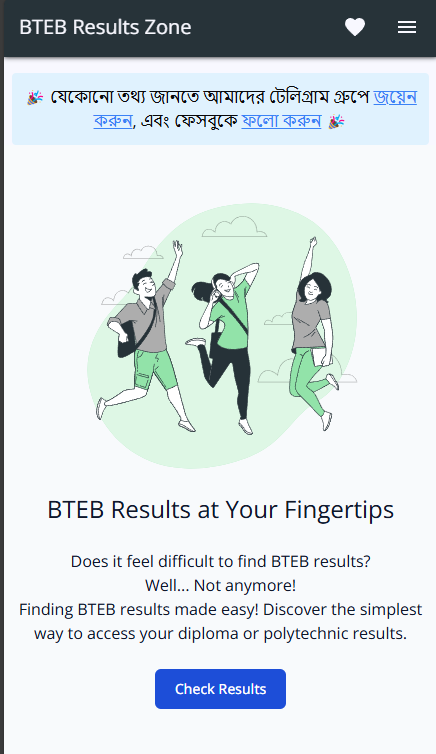 BTEB Results Zone
🎉 যেকোনো তথ্য জানতে আমাদের টেলিগ্রাম গ্রুপে জয়েন
করুন, এবং ফেসবুকে ফলো করুন 🎉
BTEB Results at Your Fingertips
Does it feel difficult to find BTEB results?
Well... Not anymore!
Finding BTEB results made easy! Discover the simplest
way to access your diploma or polytechnic results.
Check Results